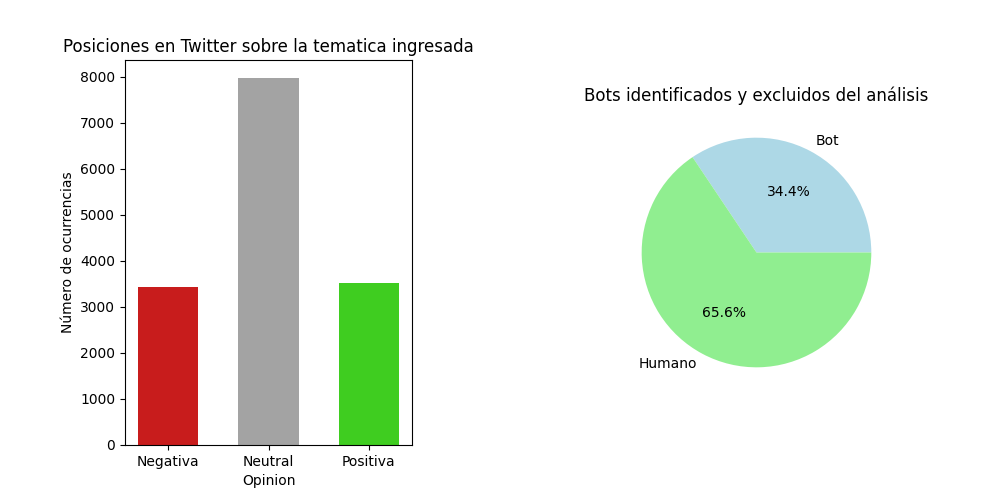 Posiciones en Twitter sobre la tematica ingresada
Número de ocurrencias
8000
7000
6000
5000
4000
3000
2000
1000
0
Negativa
Neutral
Positiva
Opinion
Bots identificados y excluidos del análisis
Bot
34.4%
65.6%
Humano